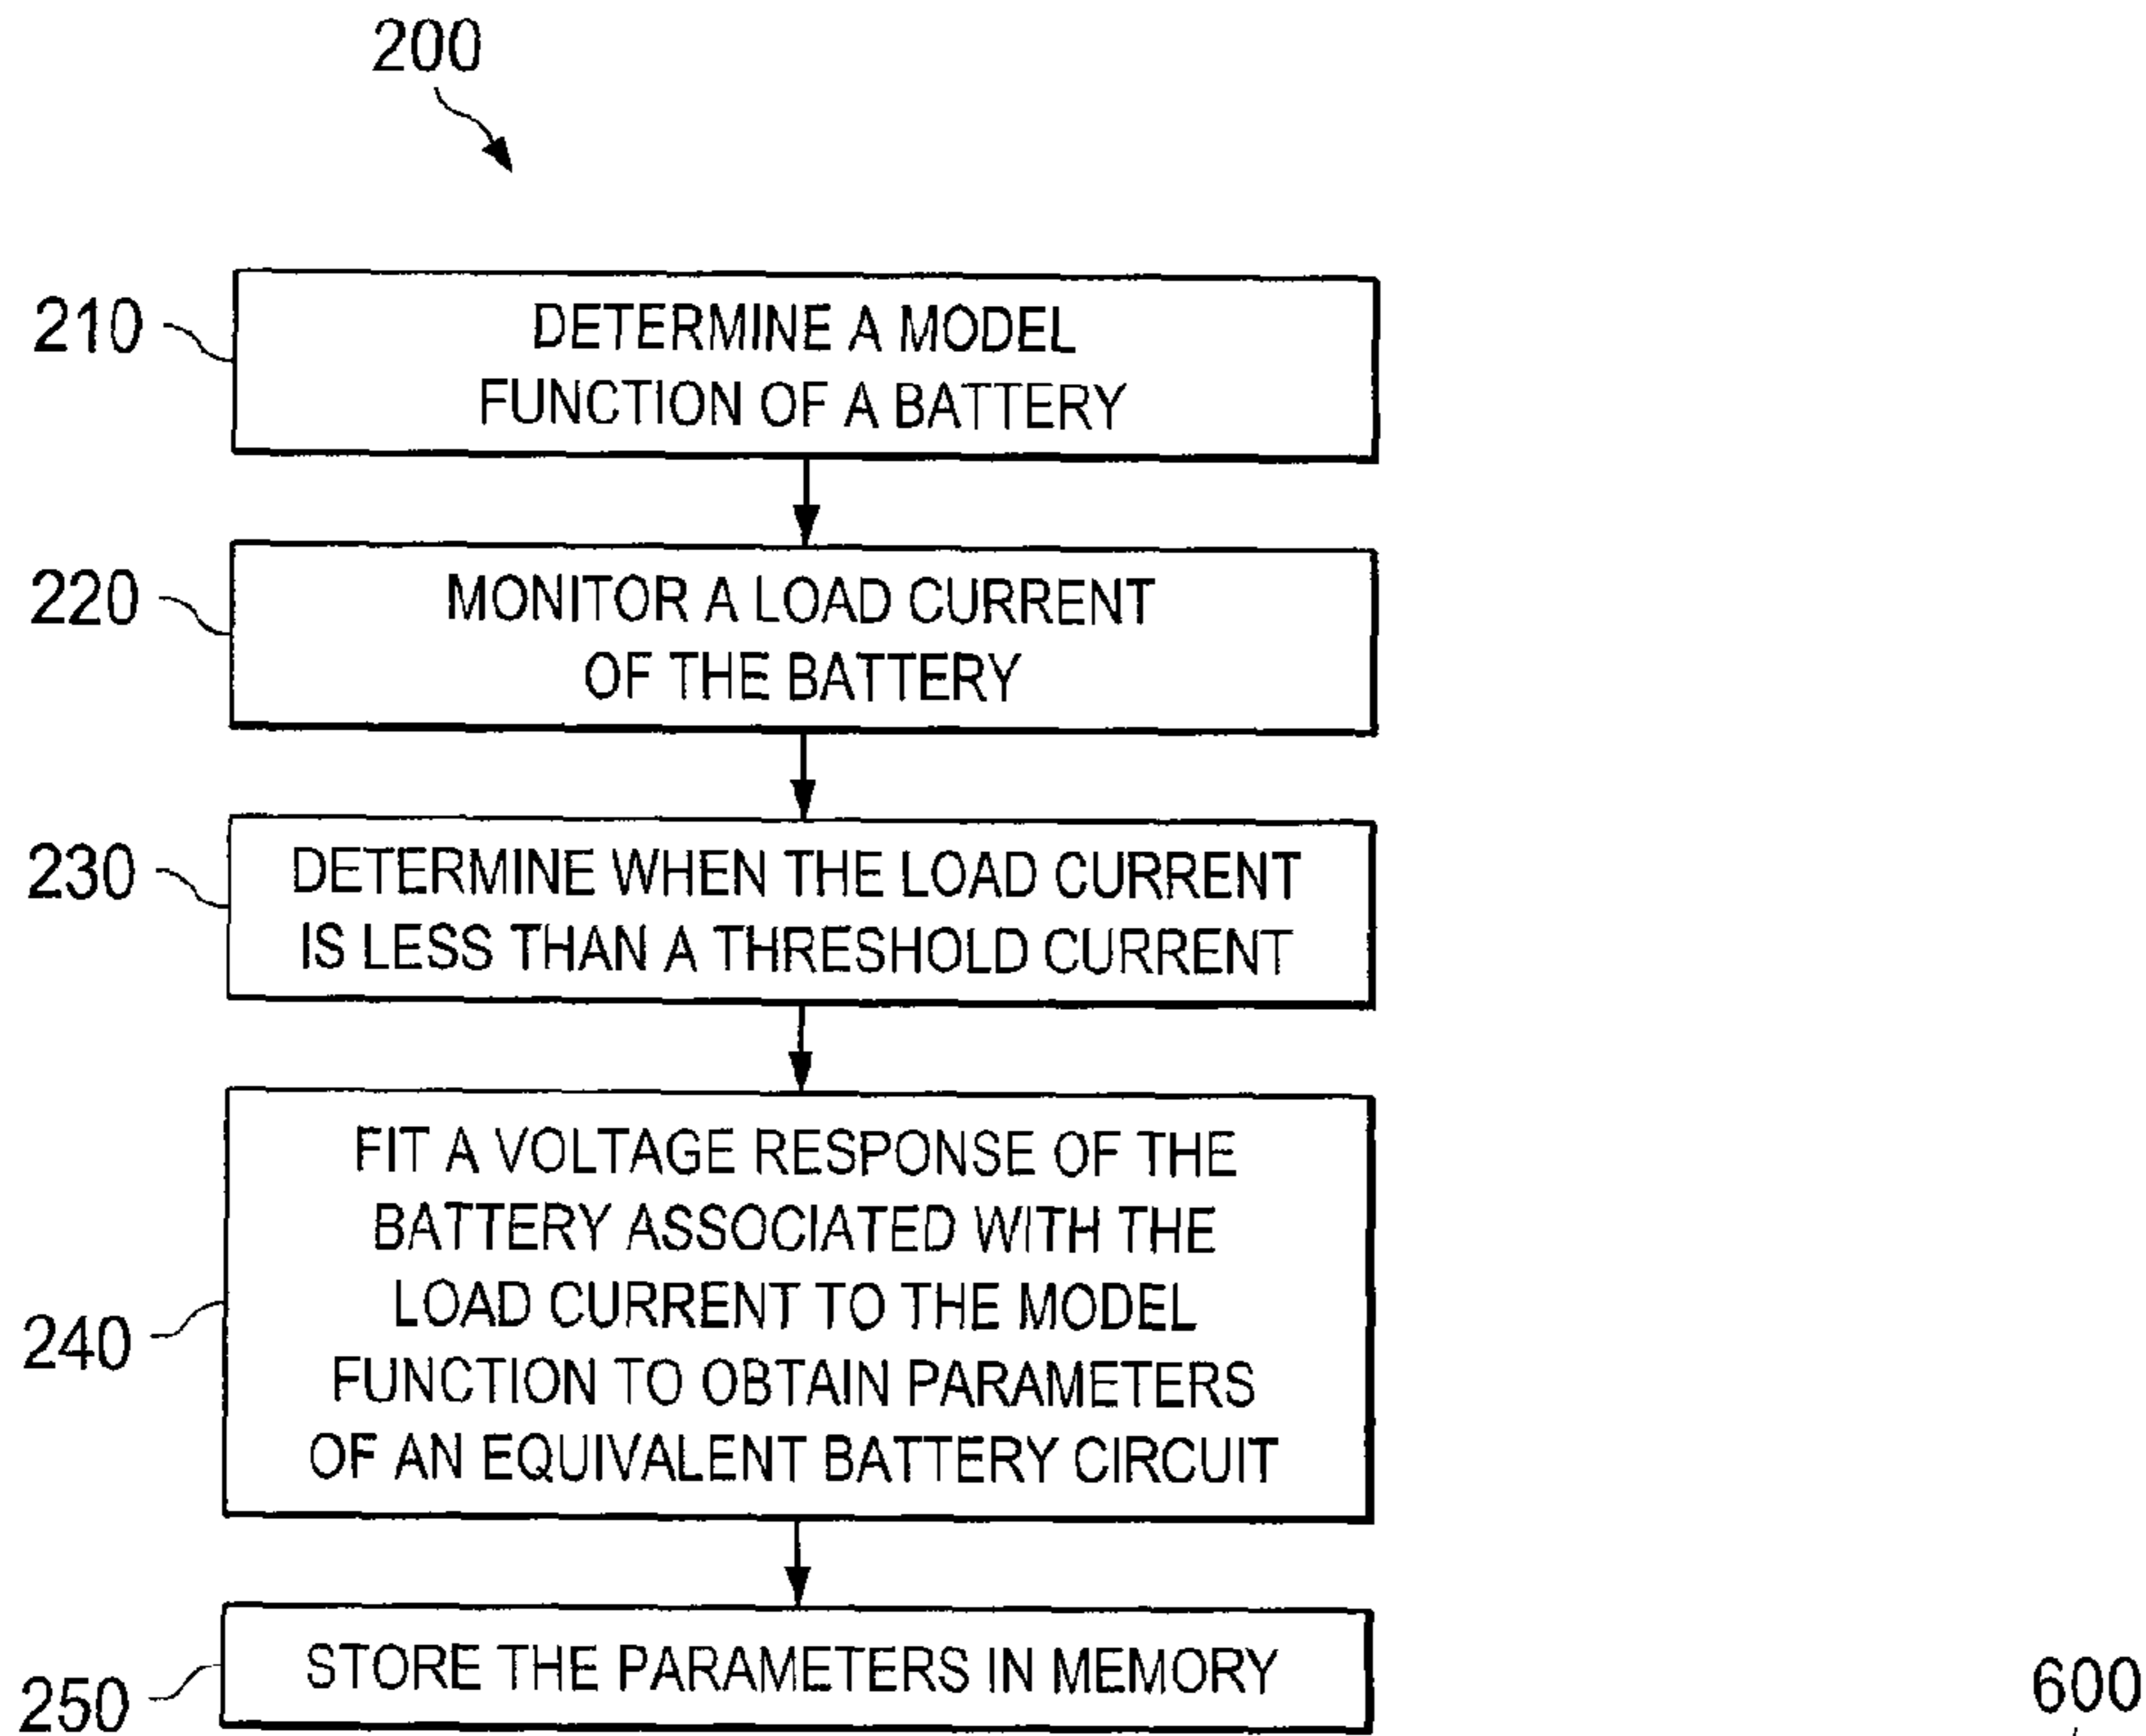 200
210
DETERMINE A MODEL
FUNCTION OF A BATTERY
220
MONITOR A LOAD CURRENT
OF THE BATTERY
230
DETERMINE WHEN THE LOAD CURRENT
IS LESS THAN A THRESHOLD CURRENT
240
FIT A VOLTAGE RESPONSE OF THE
BATTERY ASSOCIATED WITH THE
LOAD CURRENT TO THE MODEL
FUNCTION TO OBTAIN PARAMETERS
OF AN EQUIVALENT BATTERY CIRCUIT
250
STORE THE PARAMETERS IN MEMORY
600